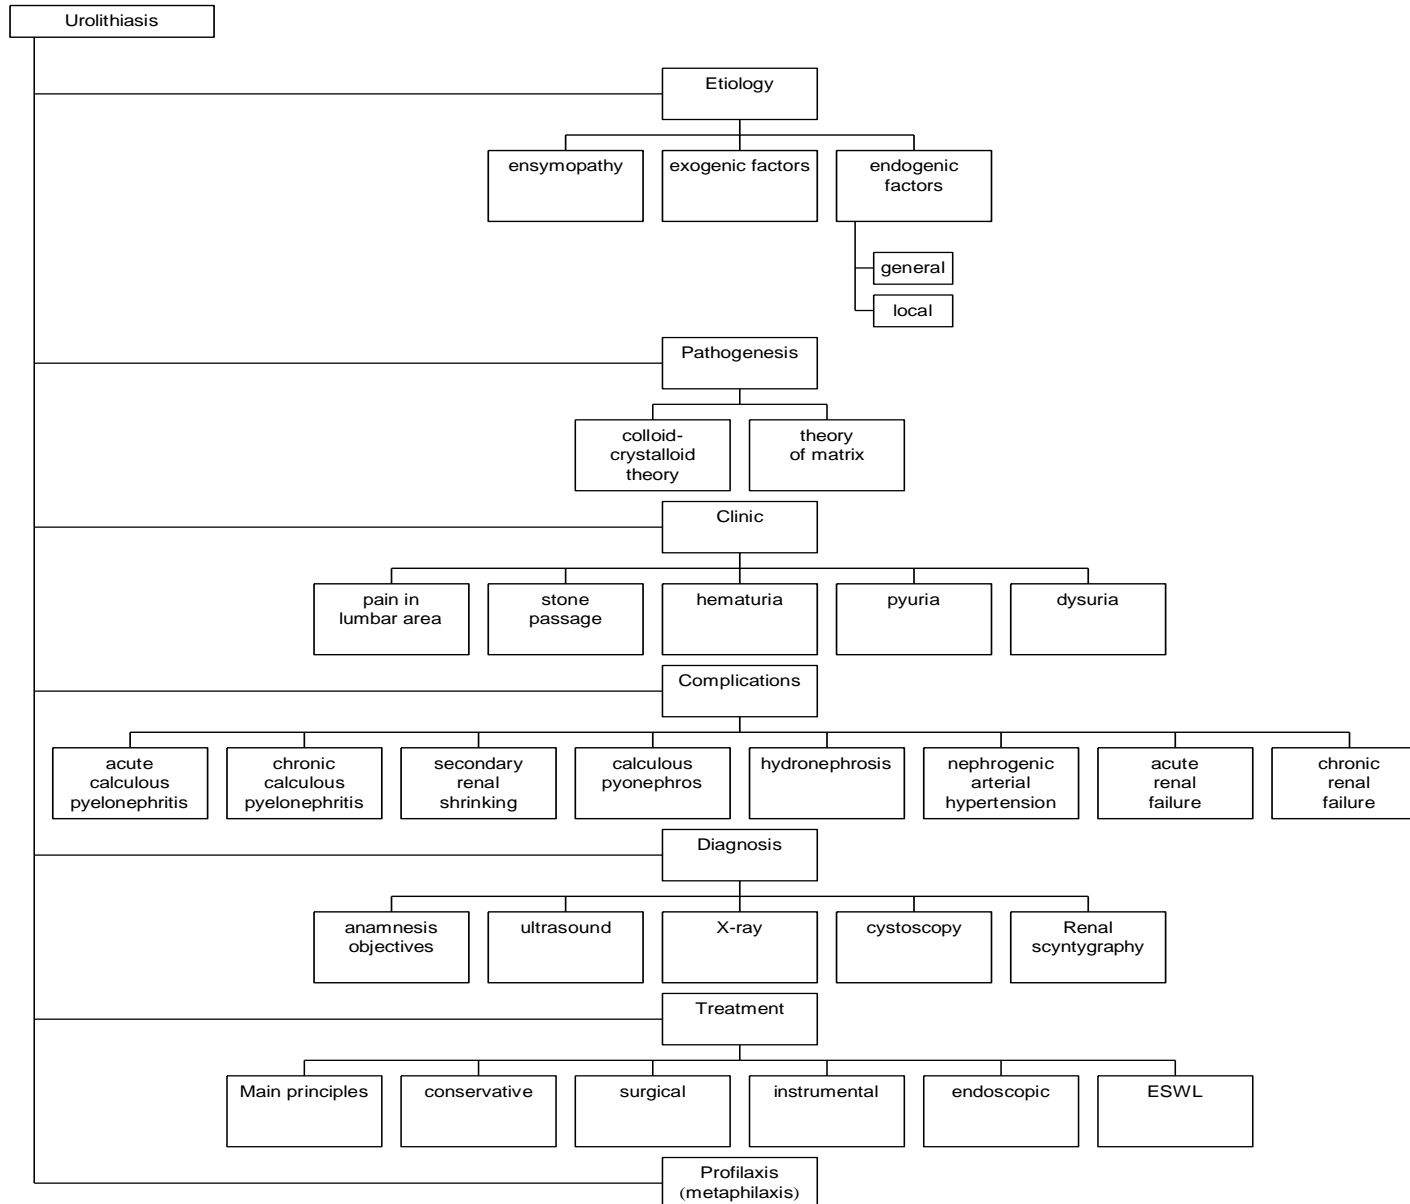 Urolithiasis
Etiology
ensymopathy
exogenic factors
endogenic
factors
general
local
Pathogenesis
colloid-
crystalloid
theory
theory
of matrix
Clinic
pain in
lumbar area
stone
passage
hematuria
pyuria
dysuria
Complications
acute
calculous
pyelonephritis
chronic
calculous
pyelonephritis
secondary
renal
shrinking
calculous
pyonephros
hydronephrosis
nephrogenic
arterial
hypertension
acute
renal
failure
chronic
renal
failure
Diagnosis
anamnesis
objectives
ultrasound
X-ray
cystoscopy
Renal
scyntygraphy
Treatment
Main principles
conservative
surgical
instrumental
endoscopic
ESWL
Profilaxis
(metaphilaxis)